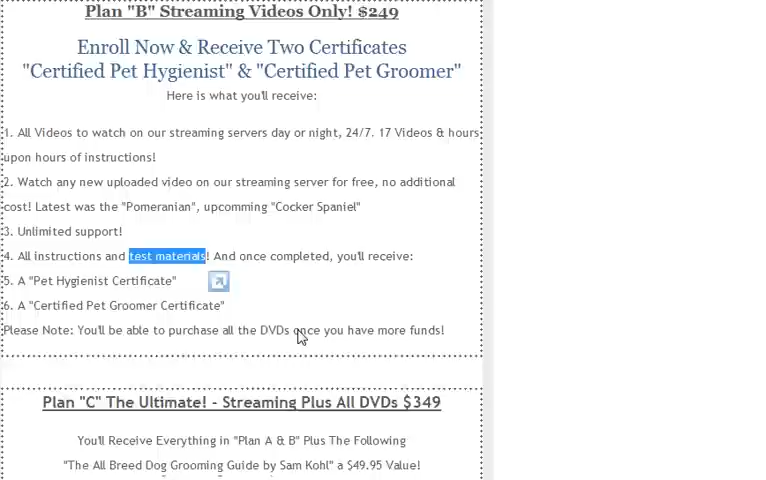 Plan "B" Streaming Videos Only! $249
Enroll Now & Receive Two Certificates
"Certified Pet Hygienist" & "Certified Pet Groomer"
Here is what you'll receive:
1. All Videos to watch on our streaming servers day or night, 24/7. 17 Videos & hours
upon hours of instructions!
2. Watch any new uploaded video on our streaming server for free, no additional
cost! Latest was the "Pomeranian", upcomming "Cocker Spaniel"
3. Unlimited support!
4. All instructions and test materials! And once completed, you'll receive:
5. A "Pet Hygienist Certificate"
6. A "Certified Pet Groomer Certificate"
Please Note: You'll be able to purchase all the DVDs once you have more funds!
Plan "C" The Ultimate! - Streaming Plus All DVDs $349
You'll Receive Everything in "Plan A & B" Plus The Following
"The All Breed Dog Grooming Guide by Sam Kohl" a $49.95 Value!